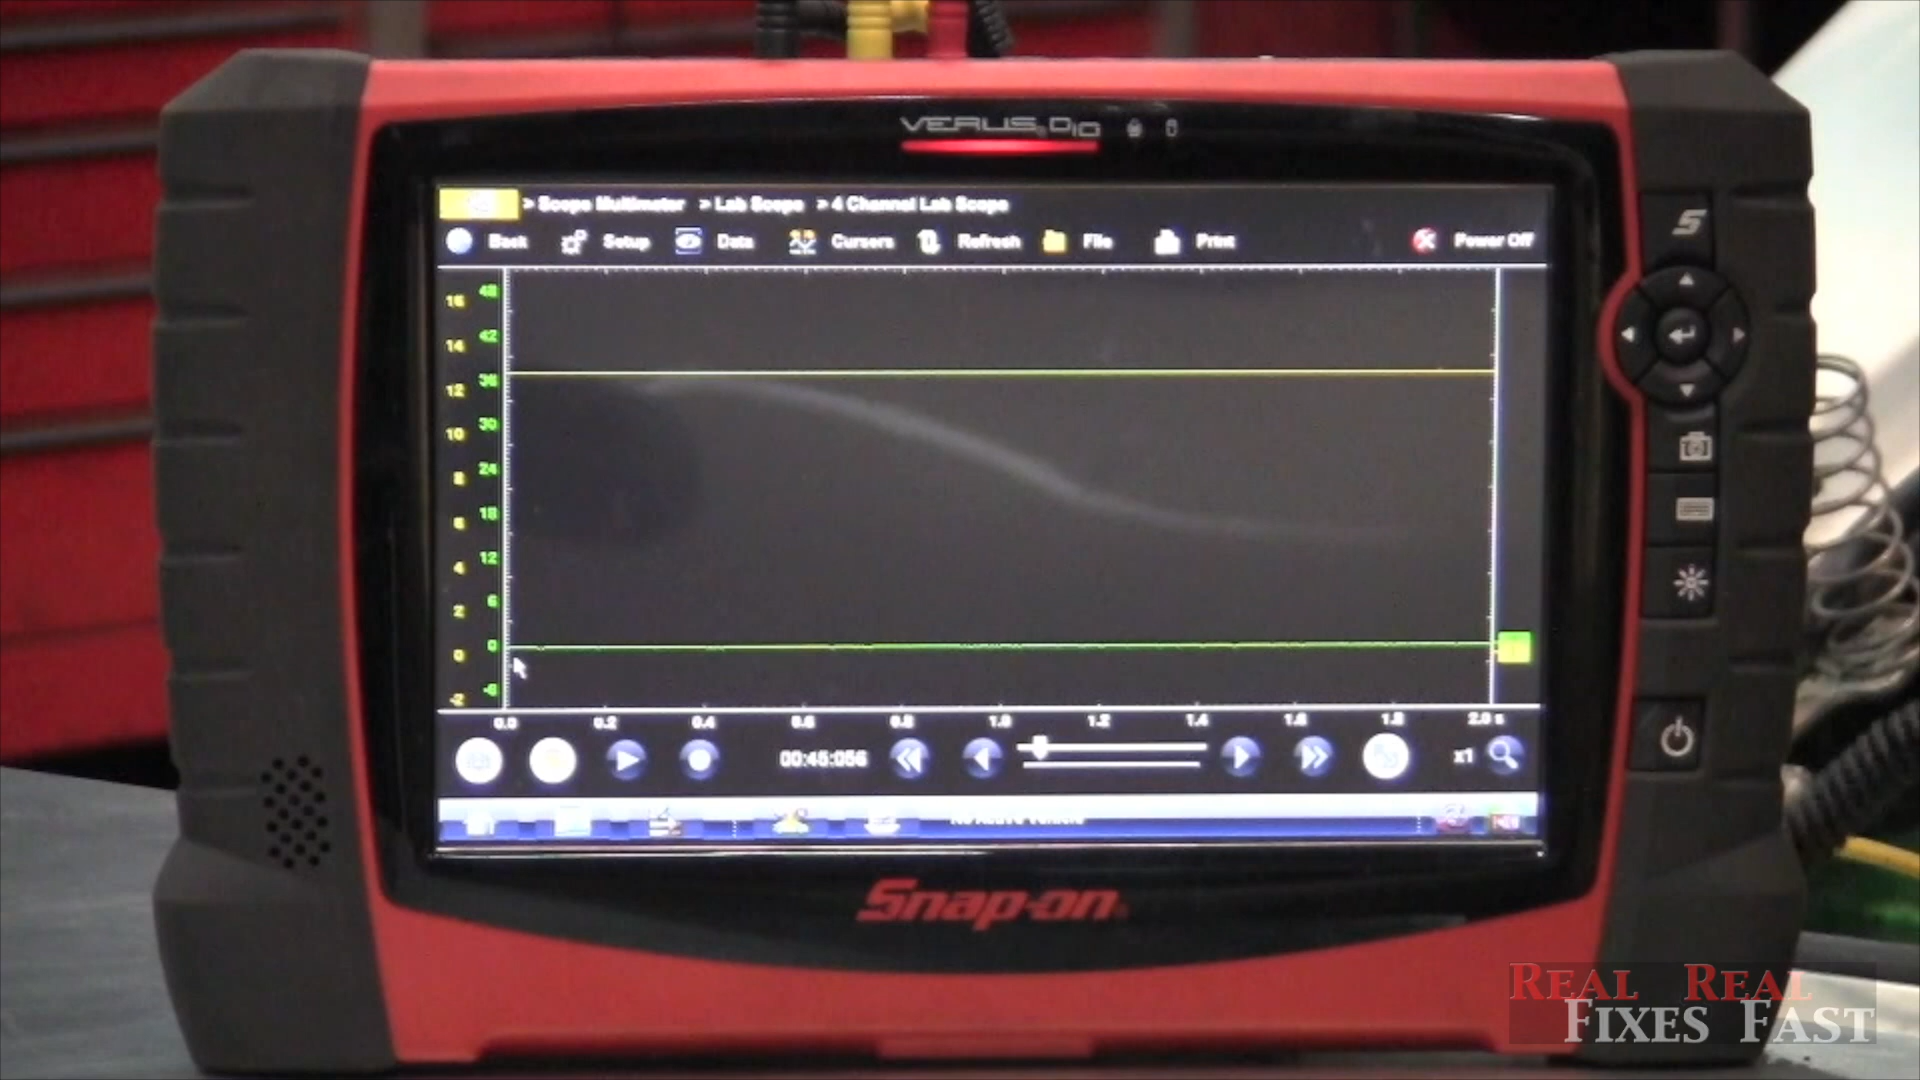 VERUS D10
> Scope Multimeter > Lab Scope > 4 Channel Lab Scope
Back Setup Data Cursors Refresh File Print Power Off
16 48
14 42
12 36
10 30
8 24
6 18
4 12
2 6
0 0
-2 -6
0.0 0.2 0.4 0.6 0.8 1.0 1.2 1.4 1.6 1.8 2.0 s
00:45:056 x1
Snap-on
REAL REAL
FIXES FAST